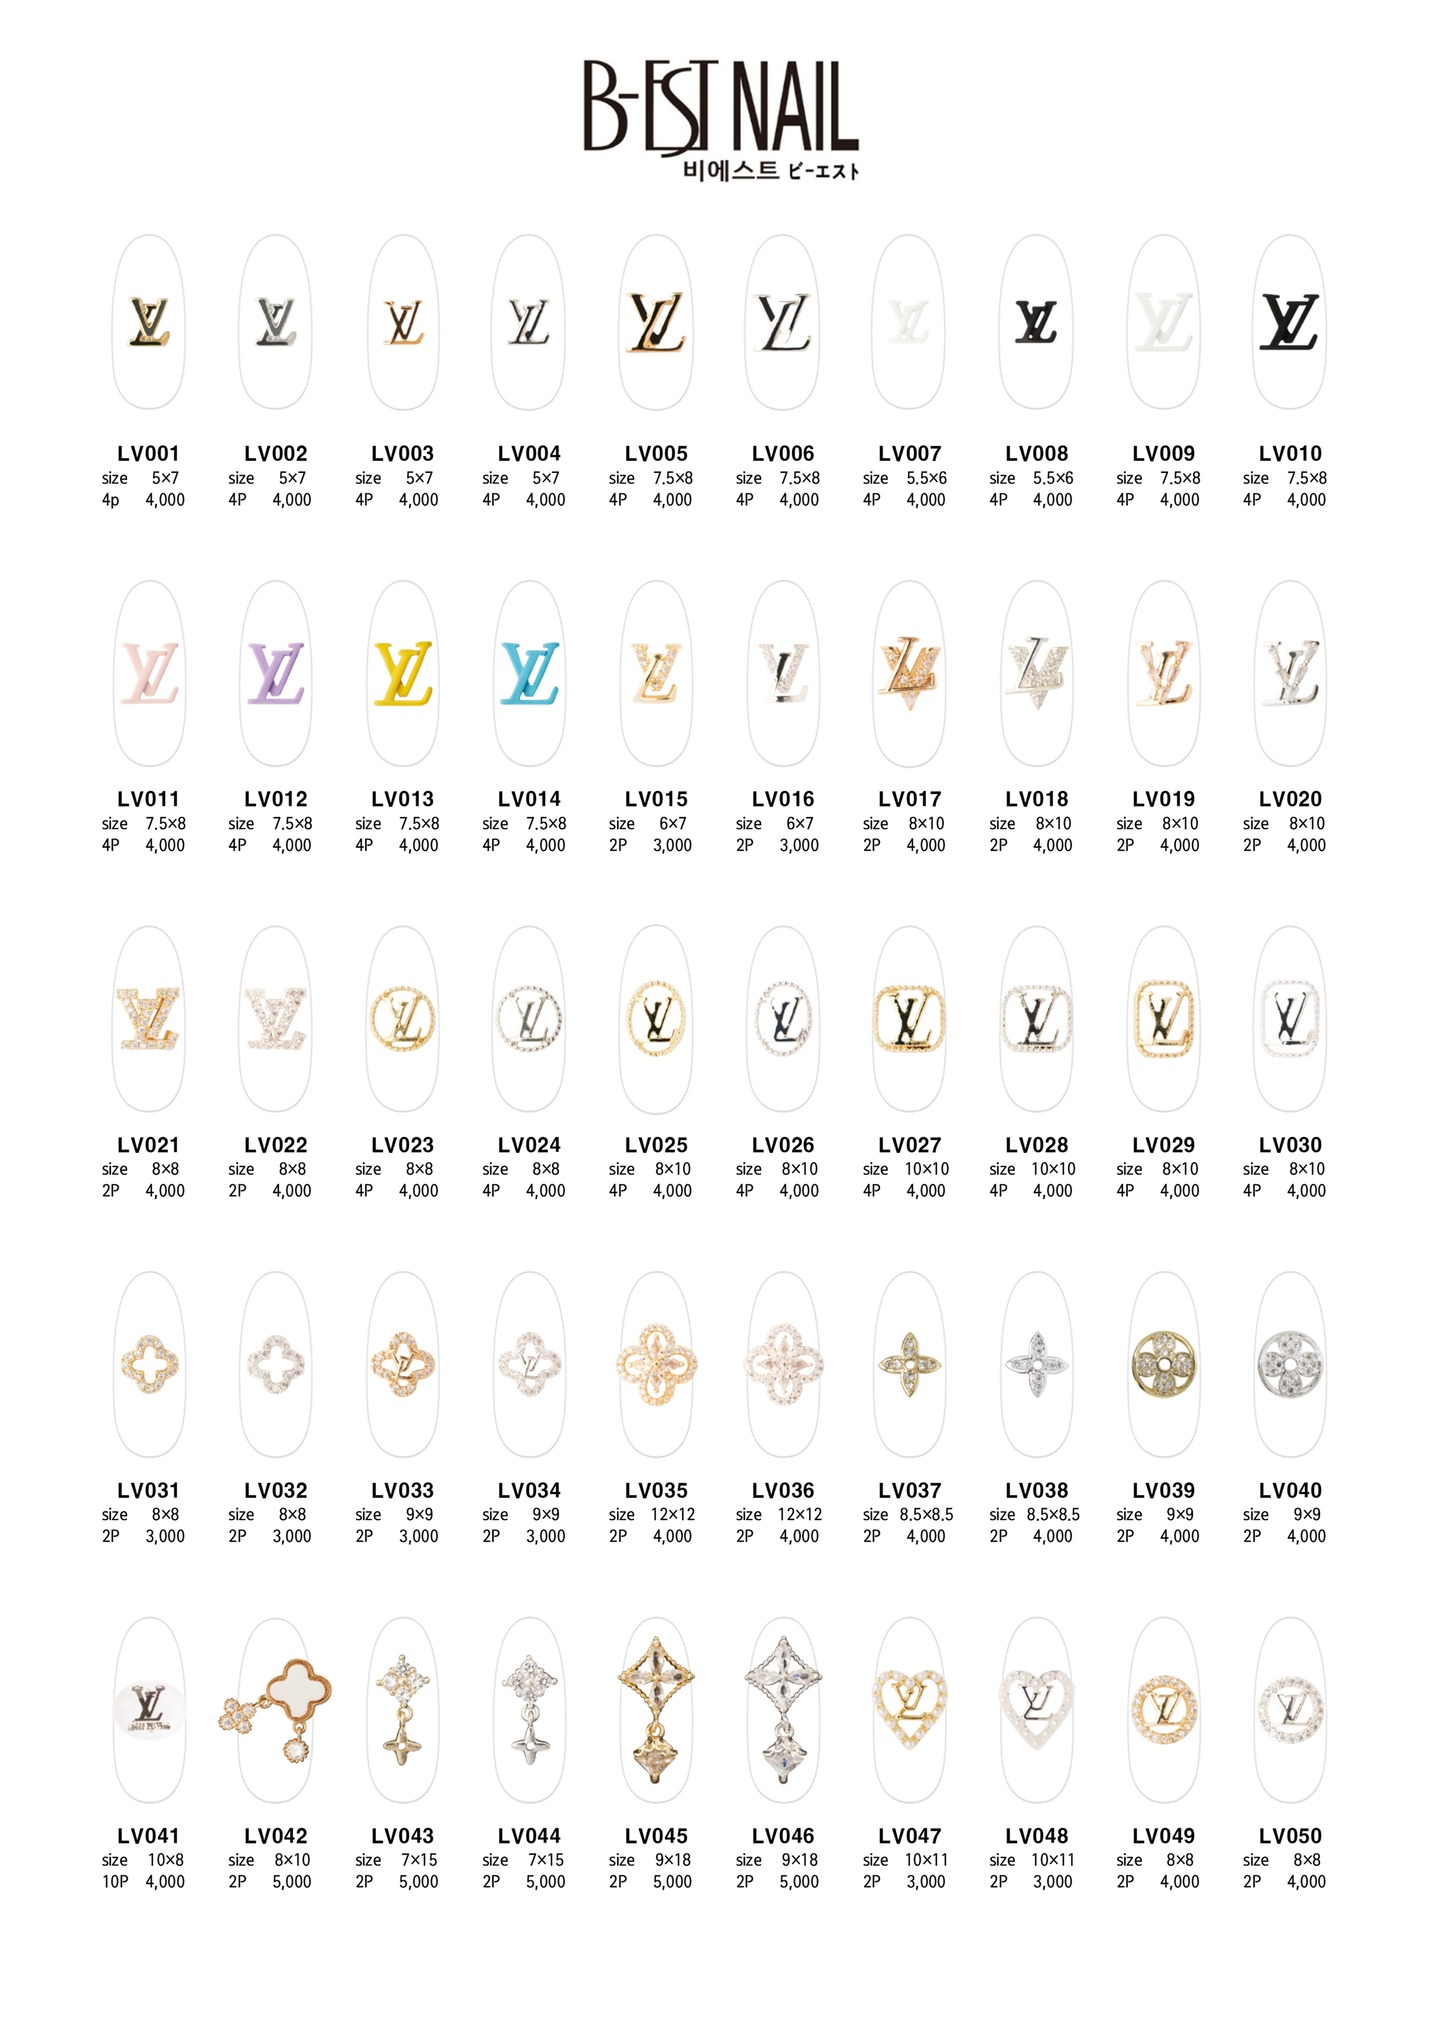 B-EST NAIL
비에스트 ビーエスト
LV001 LV002 LV003 LV004 LV005 LV006 LV007 LV008 LV009 LV010
size 5×7 size 5×7 size 5×7 size 5×7 size 7.5×8 size 7.5×8 size 5.5×6 size 5.5×6 size 7.5×8 size 7.5×8
4p 4,000 4P 4,000 4P 4,000 4P 4,000 4P 4,000 4P 4,000 4P 4,000 4P 4,000 4P 4,000 4P 4,000
LV011 LV012 LV013 LV014 LV015 LV016 LV017 LV018 LV019 LV020
size 7.5×8 size 7.5×8 size 7.5×8 size 7.5×8 size 6×7 size 6×7 size 8×10 size 8×10 size 8×10 size 8×10
4P 4,000 4P 4,000 4P 4,000 4P 4,000 2P 3,000 2P 3,000 2P 4,000 2P 4,000 2P 4,000 2P 4,000
LV021 LV022 LV023 LV024 LV025 LV026 LV027 LV028 LV029 LV030
size 8×8 size 8×8 size 8×8 size 8×8 size 8×10 size 8×10 size 10×10 size 10×10 size 8×10 size 8×10
2P 4,000 2P 4,000 4P 4,000 4P 4,000 4P 4,000 4P 4,000 4P 4,000 4P 4,000 4P 4,000 4P 4,000
LV031 LV032 LV033 LV034 LV035 LV036 LV037 LV038 LV039 LV040
size 8×8 size 8×8 size 9×9 size 9×9 size 12×12 size 12×12 size 8.5×8.5 size 8.5×8.5 size 9×9 size 9×9
2P 3,000 2P 3,000 2P 3,000 2P 3,000 2P 4,000 2P 4,000 2P 4,000 2P 4,000 2P 4,000 2P 4,000
LV041 LV042 LV043 LV044 LV045 LV046 LV047 LV048 LV049 LV050
size 10×8 size 8×10 size 7×15 size 7×15 size 9×18 size 9×18 size 10×11 size 10×11 size 8×8 size 8×8
10P 4,000 2P 5,000 2P 5,000 2P 5,000 2P 5,000 2P 5,000 2P 3,000 2P 3,000 2P 4,000 2P 4,000